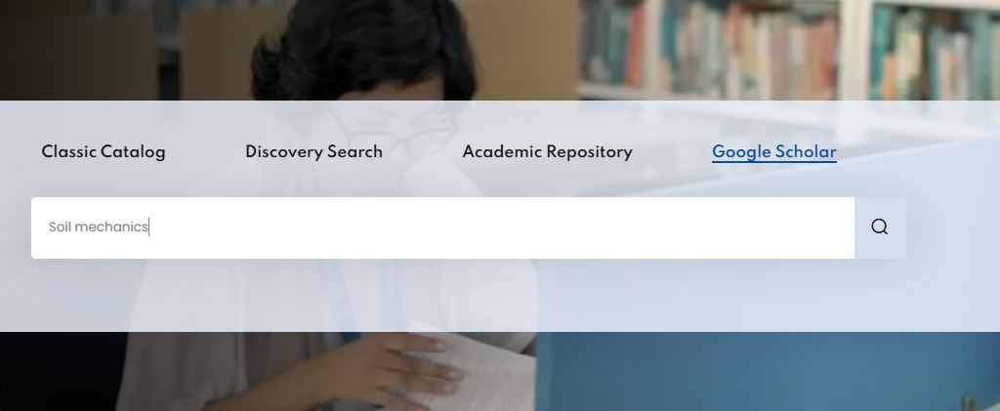 Classic Catalog Discovery Search Academic Repository Google Scholar
Soil mechanics